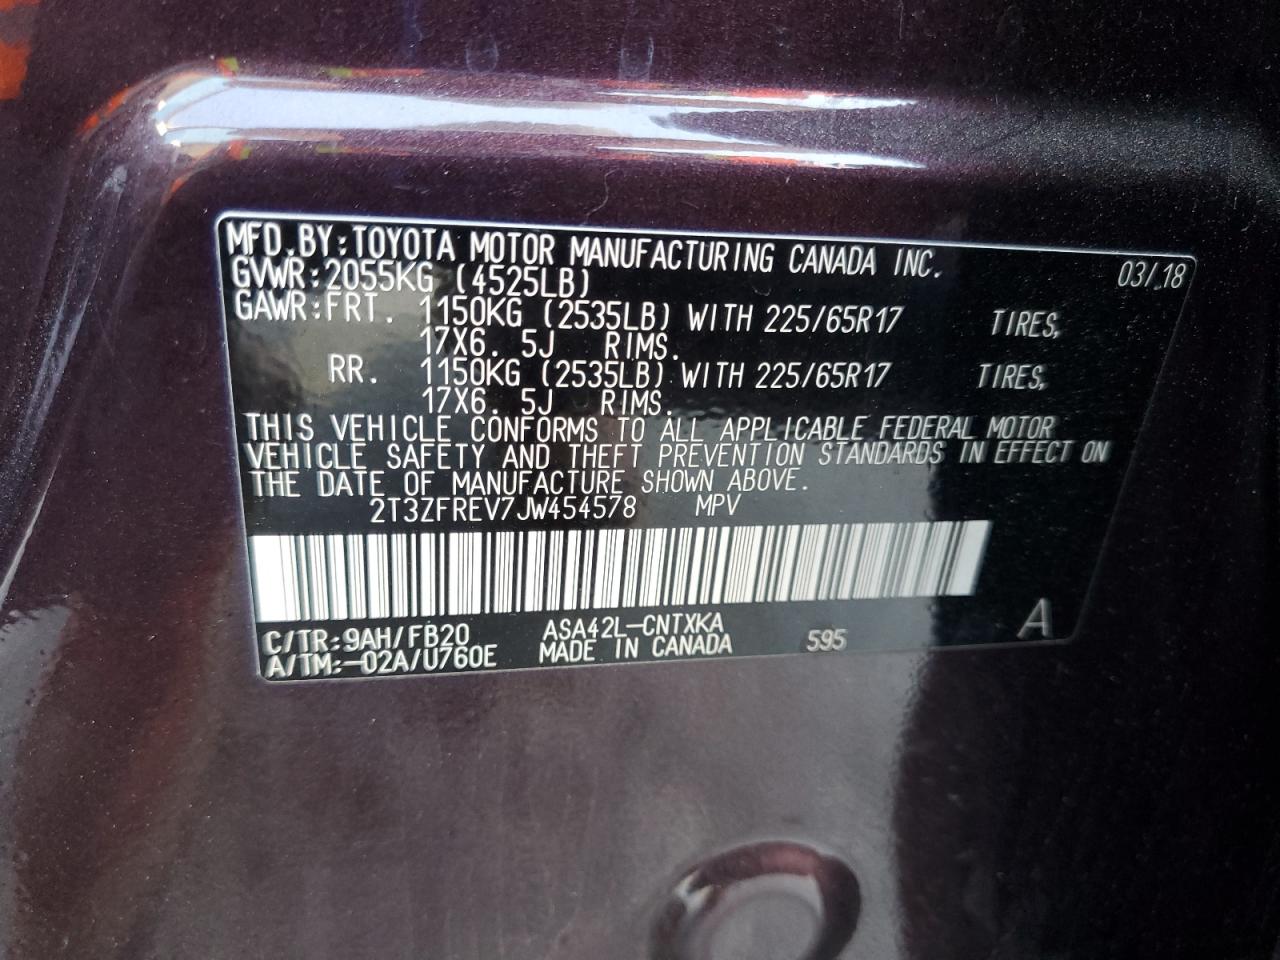 MFD.BY:TOYOTA MOTOR MANUFACTURING CANADA INC. 03/18
GVWR:2055KG (4525LB)
GAWR:FRT. 1150KG (2535LB) WITH 225/65R17 TIRES,
17X6. 5J RIMS.
RR. 1150KG (2535LB) WITH 225/65R17 TIRES,
17X6. 5J RIMS.
THIS VEHICLE CONFORMS TO ALL APPLICABLE FEDERAL MOTOR
VEHICLE SAFETY AND THEFT PREVENTION STANDARDS IN EFFECT ON
THE DATE OF MANUFACTURE SHOWN ABOVE.
2T3ZFREV7JW454578 MPV
C/TR:9AH/FB20 ASA42L-CNTXKA 595 A
A/TM:-02A/U760E MADE IN CANADA